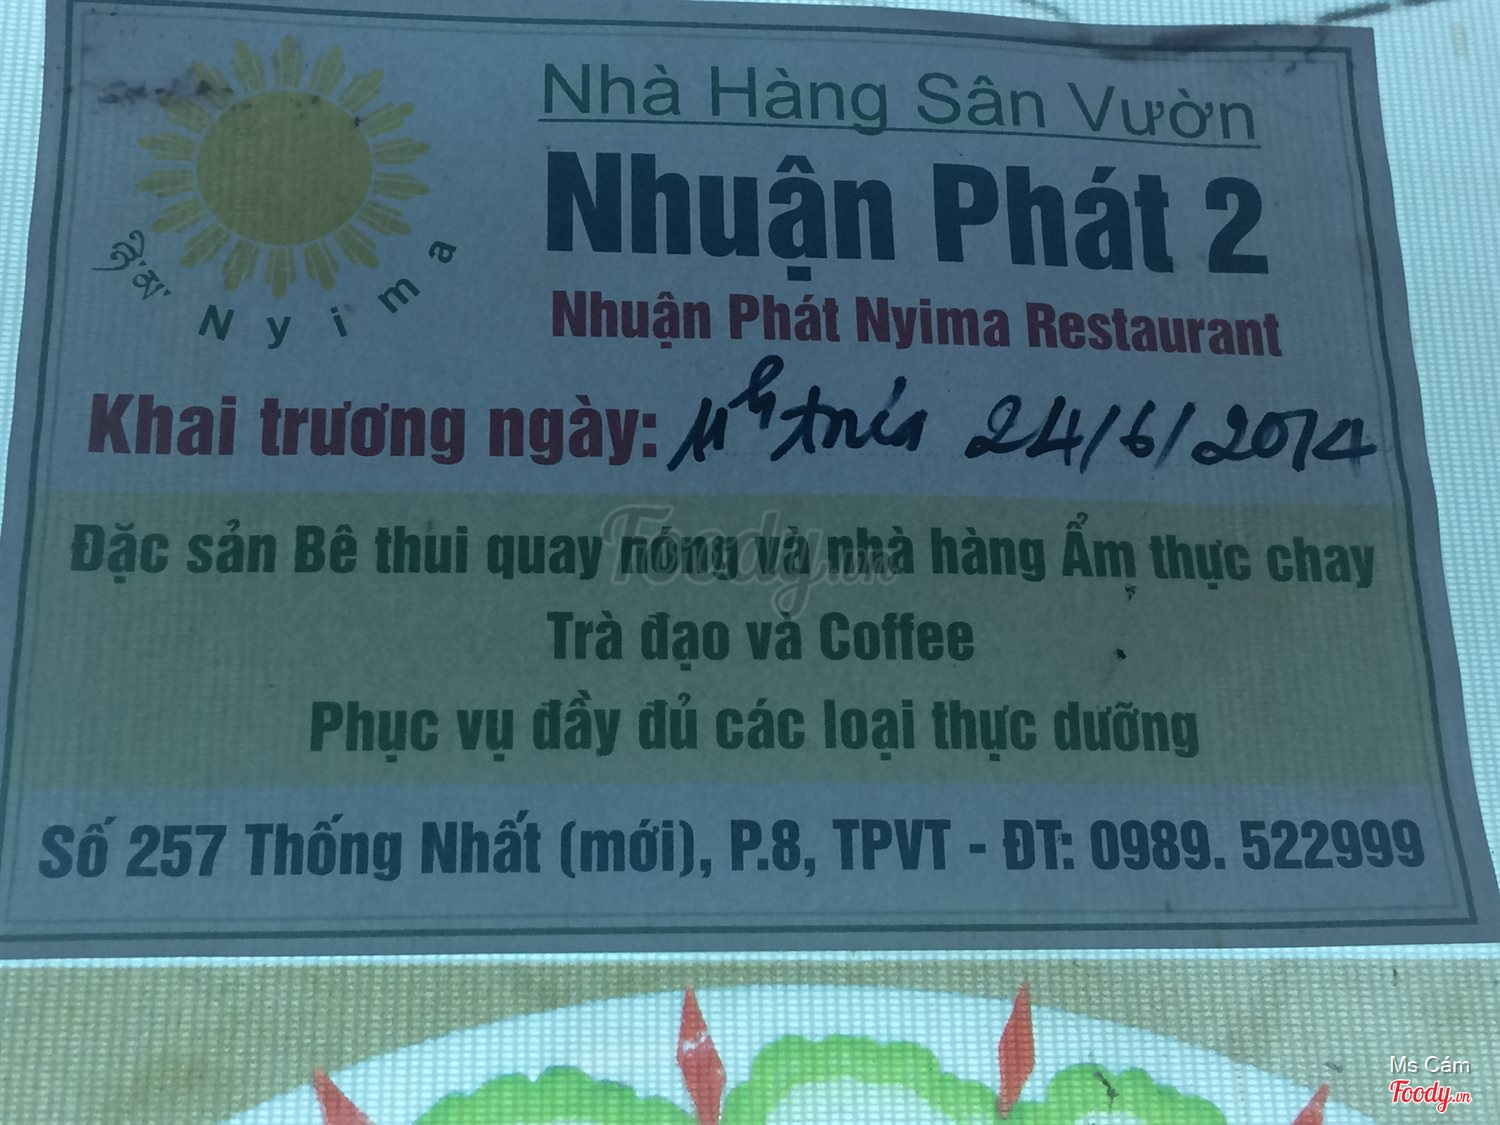 Nhà Hàng Sân Vườn
Nhuận Phát 2
Nhuận Phát Nyima Restaurant
ཉི་མ་
Nyima
Khai trương ngày: 24/6/2014
Đặc sản Bê thui quay nóng và nhà hàng Ẩm thực chay
Trà đạo và Coffee
Phục vụ đầy đủ các loại thực dưỡng
Số 257 Thống Nhất (mới), P.8, TPVT - ĐT: 0989. 522999
Foody.vn
Ms Cám
Foody.vn